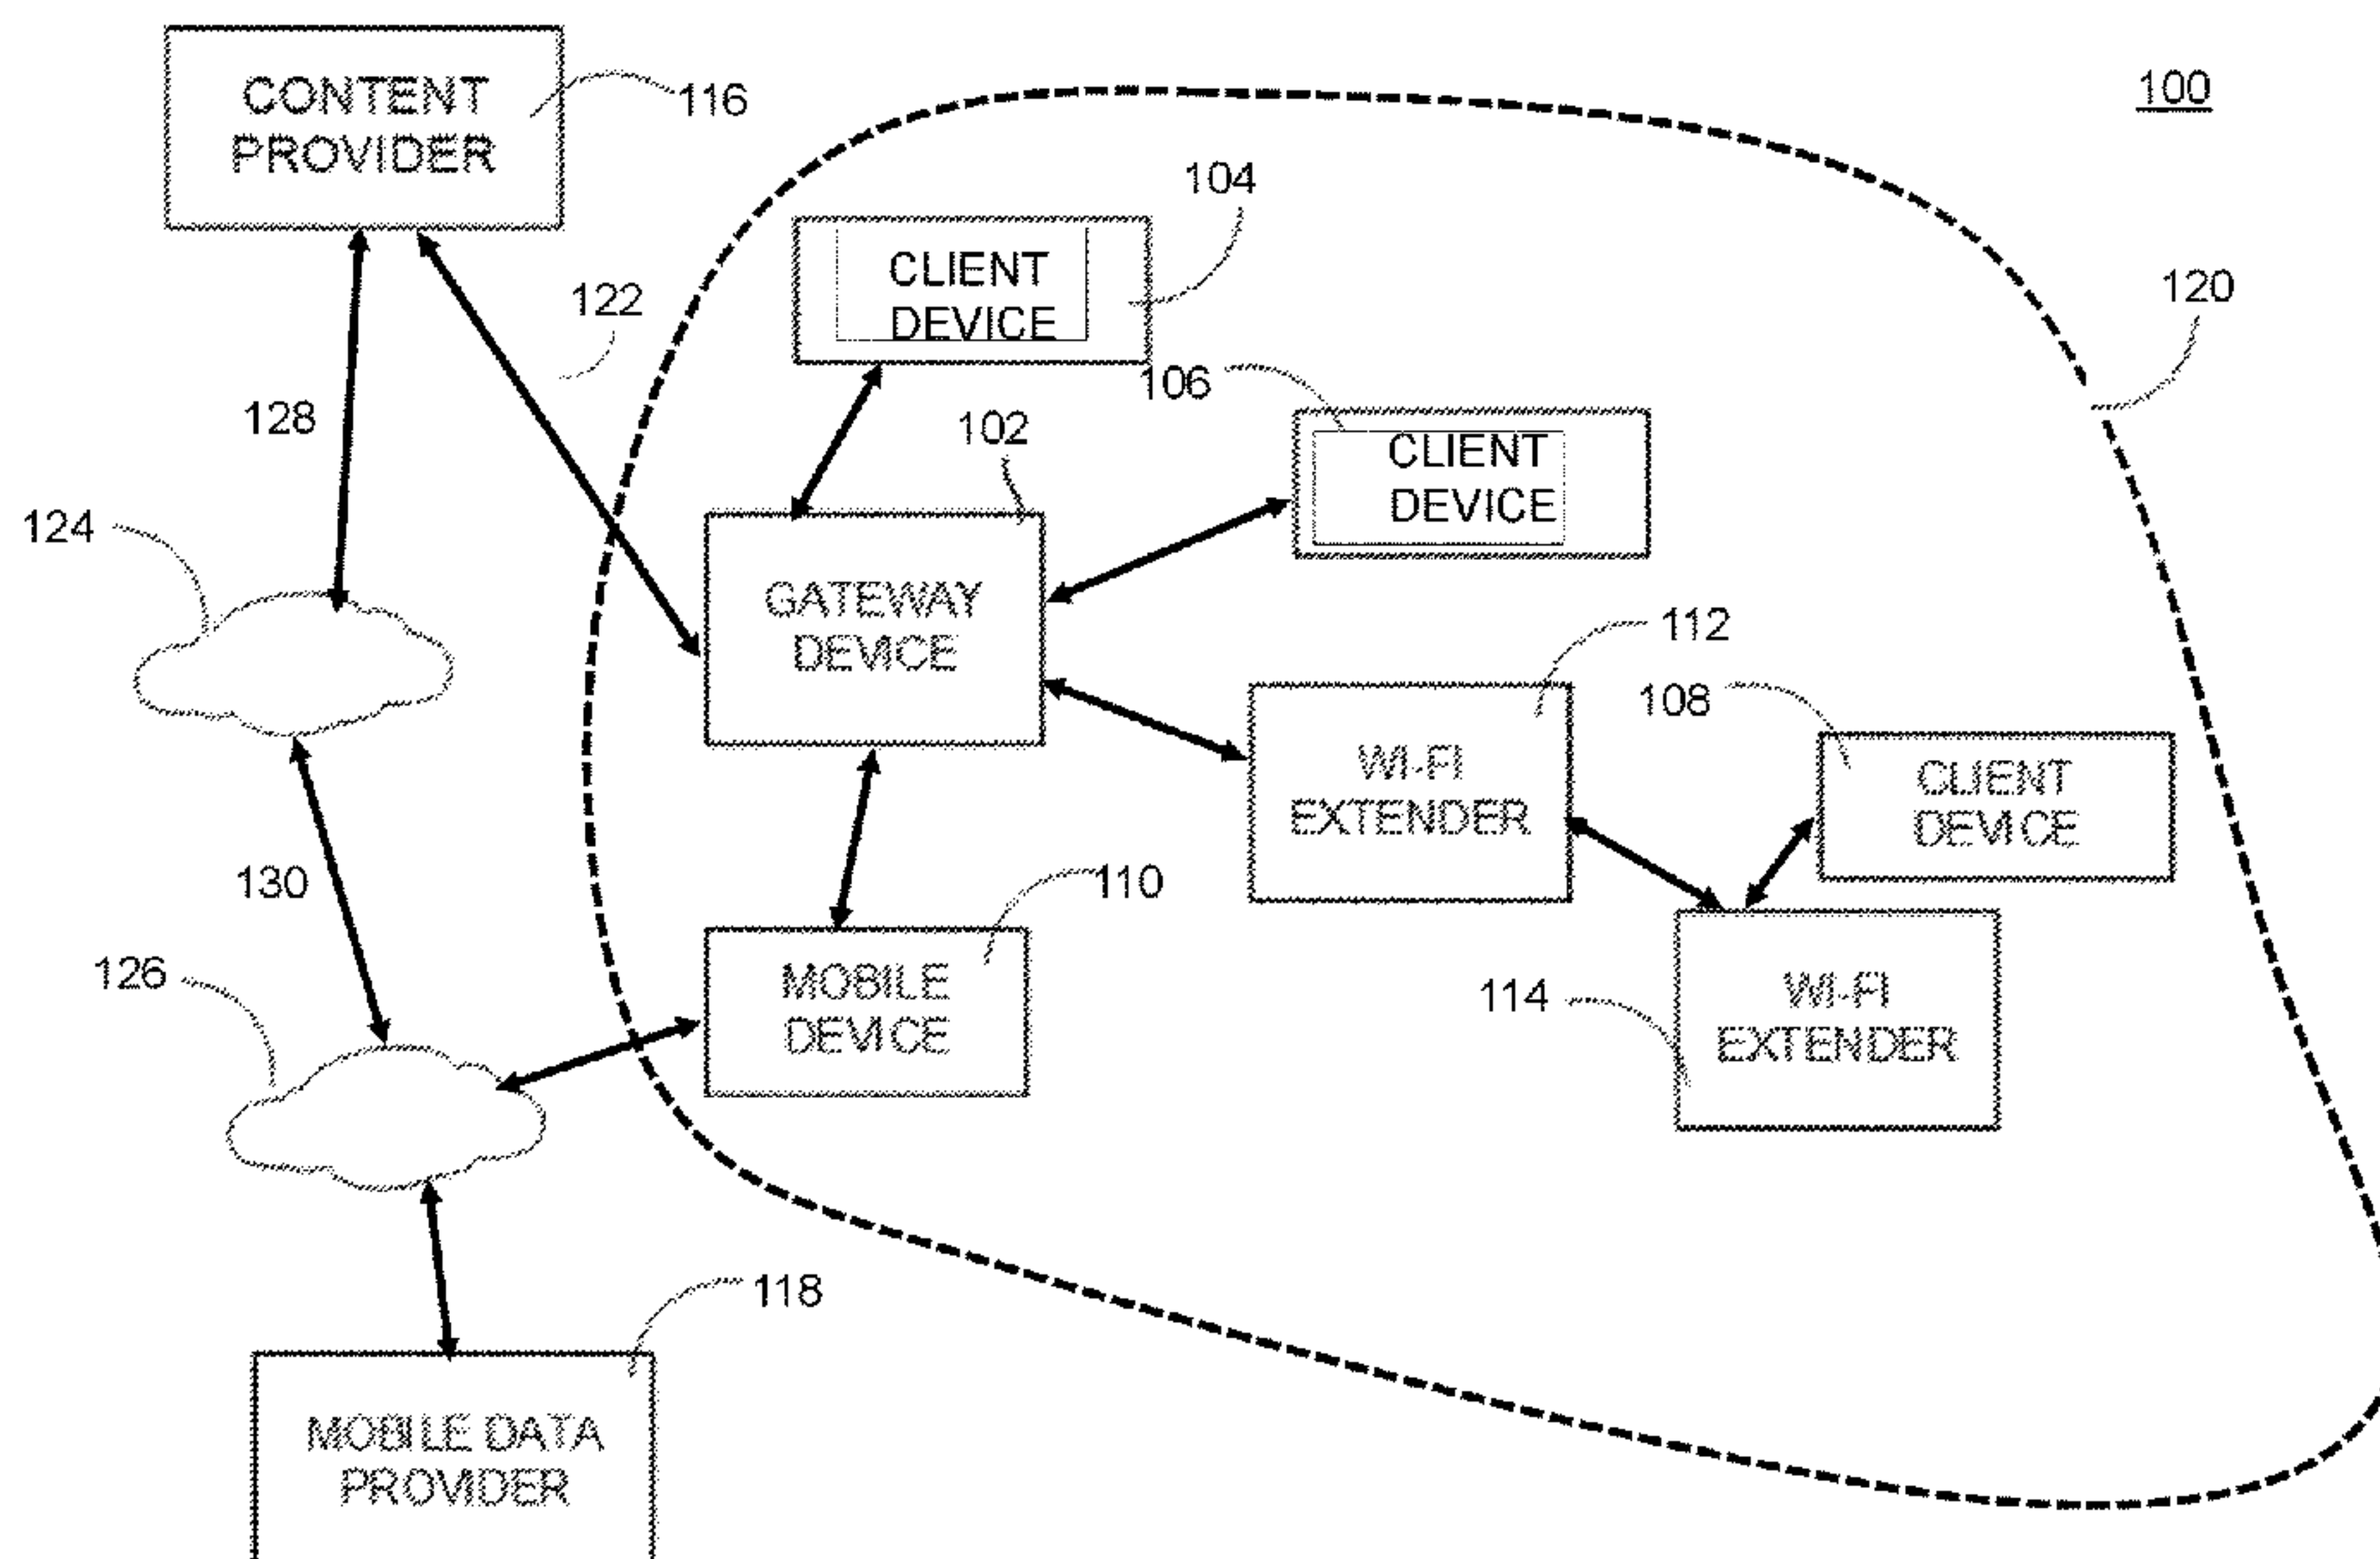 100
CONTENT
PROVIDER
116
104
CLIENT
DEVICE
120
122
106
128
102
CLIENT
DEVICE
124
GATEWAY
DEVICE
112
108
WI-FI
EXTENDER
CLIENT
DEVICE
130
110
126
MOBILE
DEVICE
114
WI-FI
EXTENDER
118
MOBILE DATA
PROVIDER